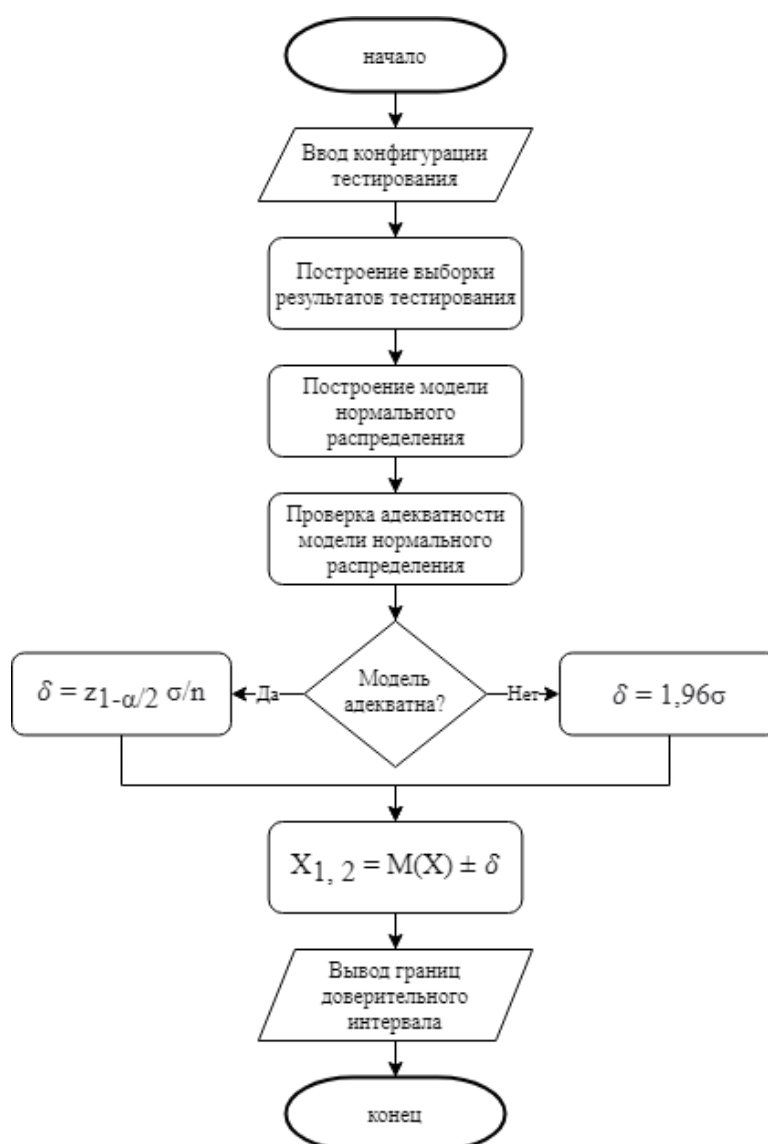 начало
Ввод конфигурации
тестирования
Построение выборки
результатов тестирования
Построение модели
нормального
распределения
Проверка адекватности
модели нормального
распределения
Модель
адекватна?
Да
Нет
δ = z1-α/2 σ/n
δ = 1,96σ
X1, 2 = M(X) ± δ
Вывод границ
доверительного
интервала
конец